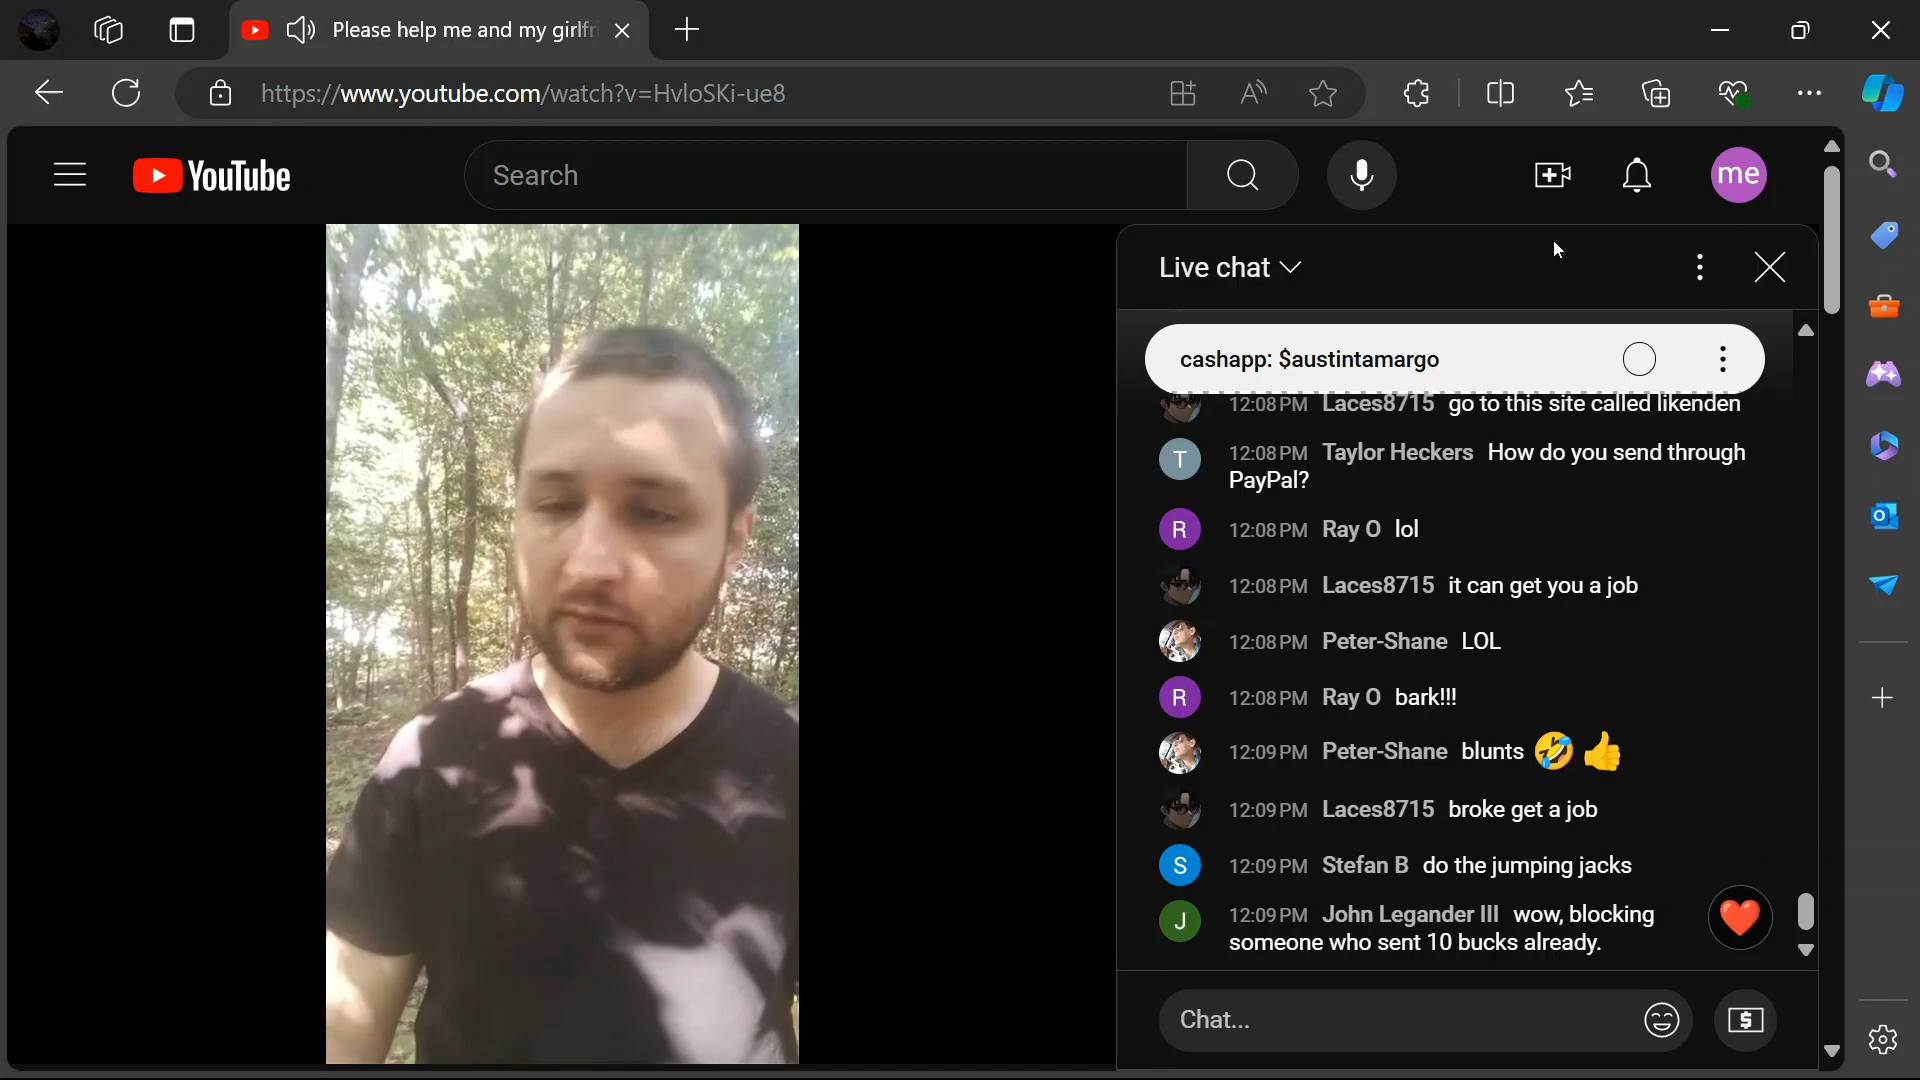 Please help me and my girlfr
https://www.youtube.com/watch?v=HvloSKi-ue8
YouTube
Search
me
Live chat
cashapp: $austintamargo
12:08 PM Laces8715 go to this site called likenden
T 12:08 PM Taylor Heckers How do you send through
PayPal?
R 12:08 PM Ray O lol
12:08 PM Laces8715 it can get you a job
12:08 PM Peter-Shane LOL
R 12:08 PM Ray O bark!!!
12:09 PM Peter-Shane blunts 🤣👍
12:09 PM Laces8715 broke get a job
S 12:09 PM Stefan B do the jumping jacks
J 12:09 PM John Legander III wow, blocking
someone who sent 10 bucks already.
Chat...